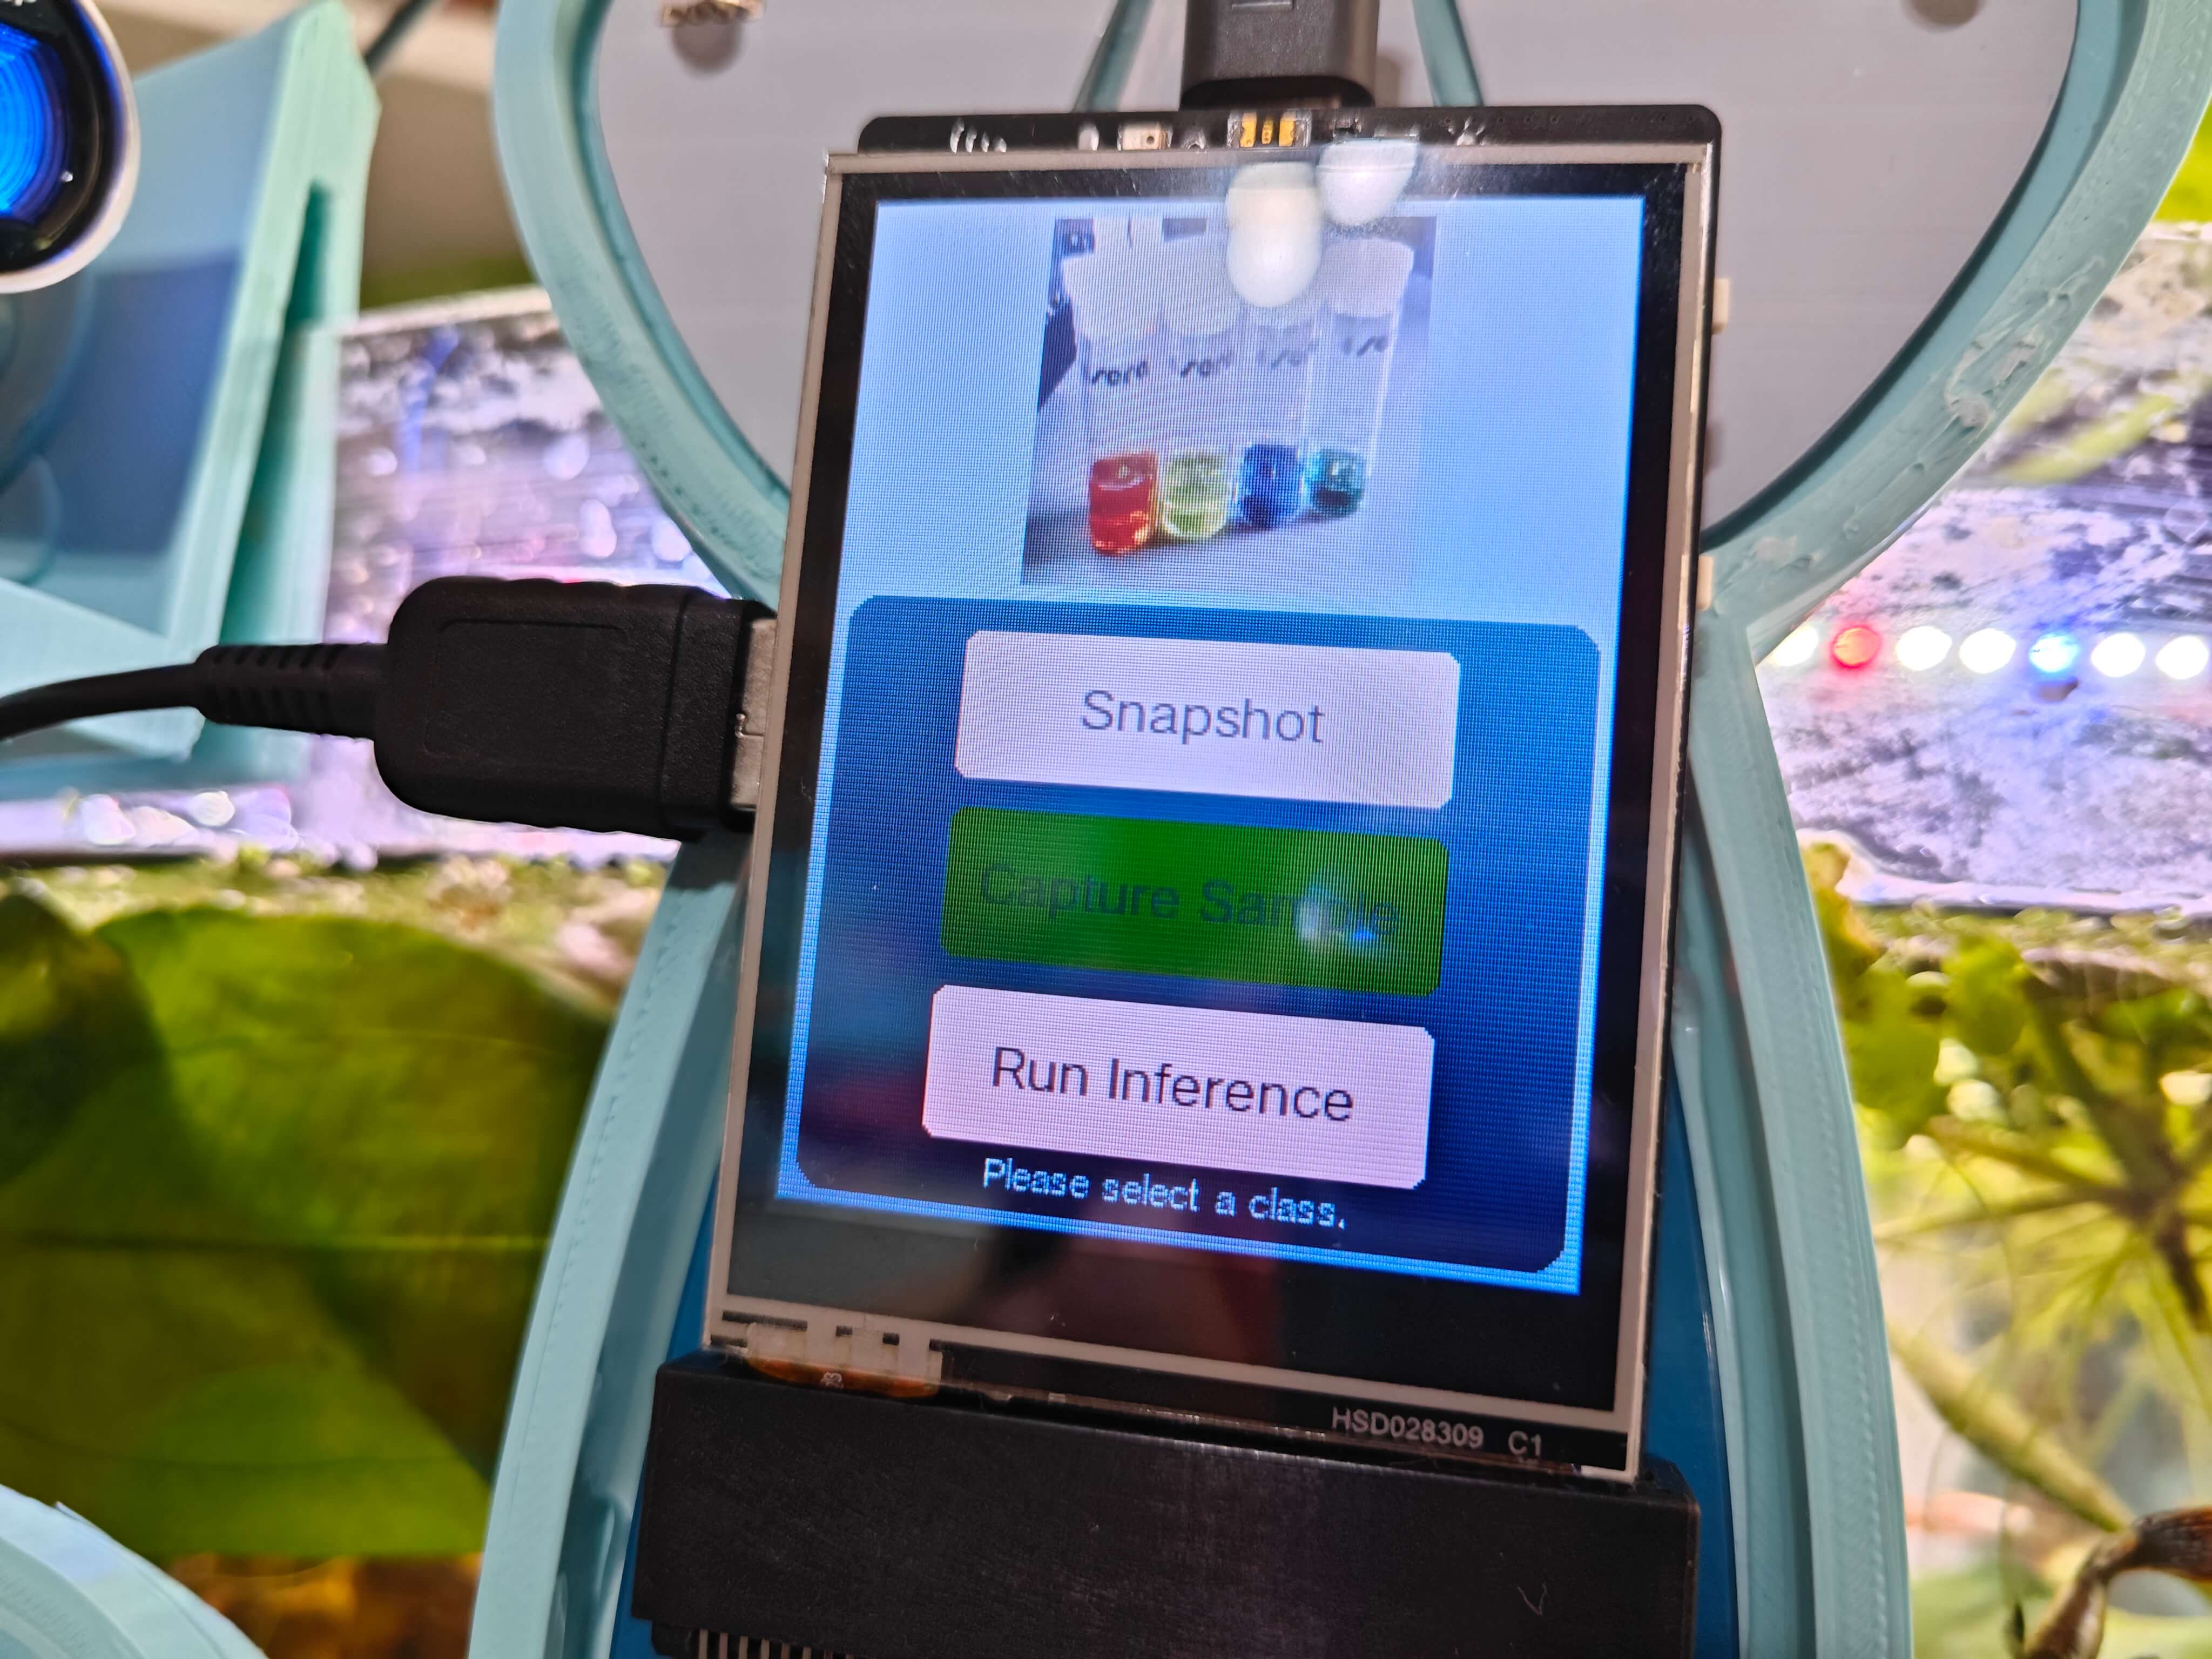 Snapshot
Capture Sample
Run Inference
Please select a class.
HSD028309 C1